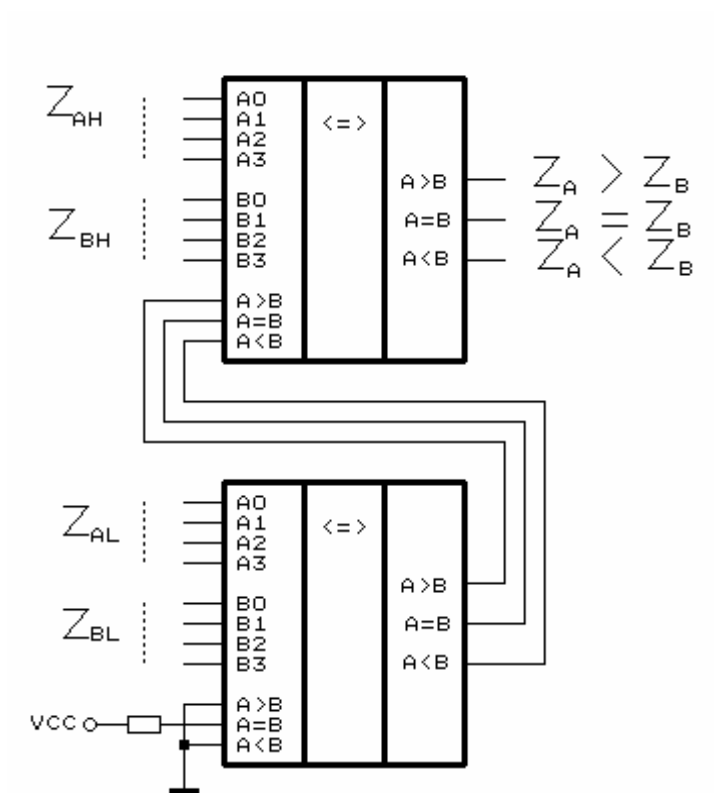 Z_AH
A0
A1
A2
A3
<=>
A>B
A=B
A<B
Z_A > Z_B
Z_A = Z_B
Z_A < Z_B
Z_BH
B0
B1
B2
B3
A>B
A=B
A<B
Z_AL
A0
A1
A2
A3
<=>
A>B
A=B
A<B
Z_BL
B0
B1
B2
B3
VCC
A>B
A=B
A<B